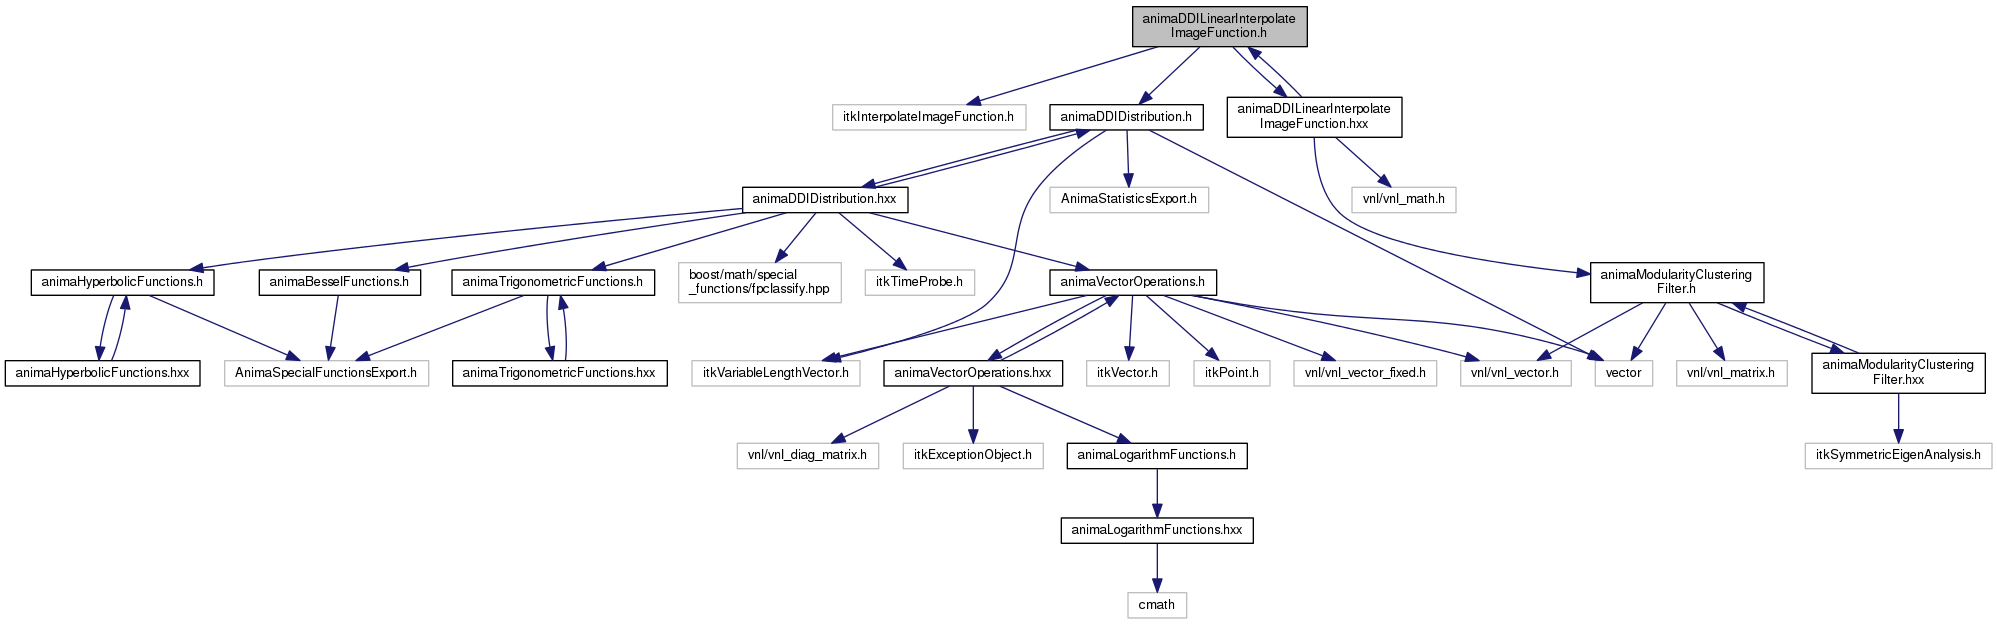 animaDDILinearInterpolate
ImageFunction.h
itkInterpolateImageFunction.h
animaDDIDistribution.h
animaDDILinearInterpolate
ImageFunction.hxx
animaDDIDistribution.hxx
AnimaStatisticsExport.h
vnl/vnl_math.h
animaHyperbolicFunctions.h
animaBesselFunctions.h
animaTrigonometricFunctions.h
boost/math/special
_functions/fpclassify.hpp
itkTimeProbe.h
animaVectorOperations.h
animaModularityClustering
Filter.h
animaHyperbolicFunctions.hxx
AnimaSpecialFunctionsExport.h
animaTrigonometricFunctions.hxx
itkVariableLengthVector.h
animaVectorOperations.hxx
itkVector.h
itkPoint.h
vnl/vnl_vector_fixed.h
vnl/vnl_vector.h
vector
vnl/vnl_matrix.h
animaModularityClustering
Filter.hxx
vnl/vnl_diag_matrix.h
itkExceptionObject.h
animaLogarithmFunctions.h
itkSymmetricEigenAnalysis.h
animaLogarithmFunctions.hxx
cmath